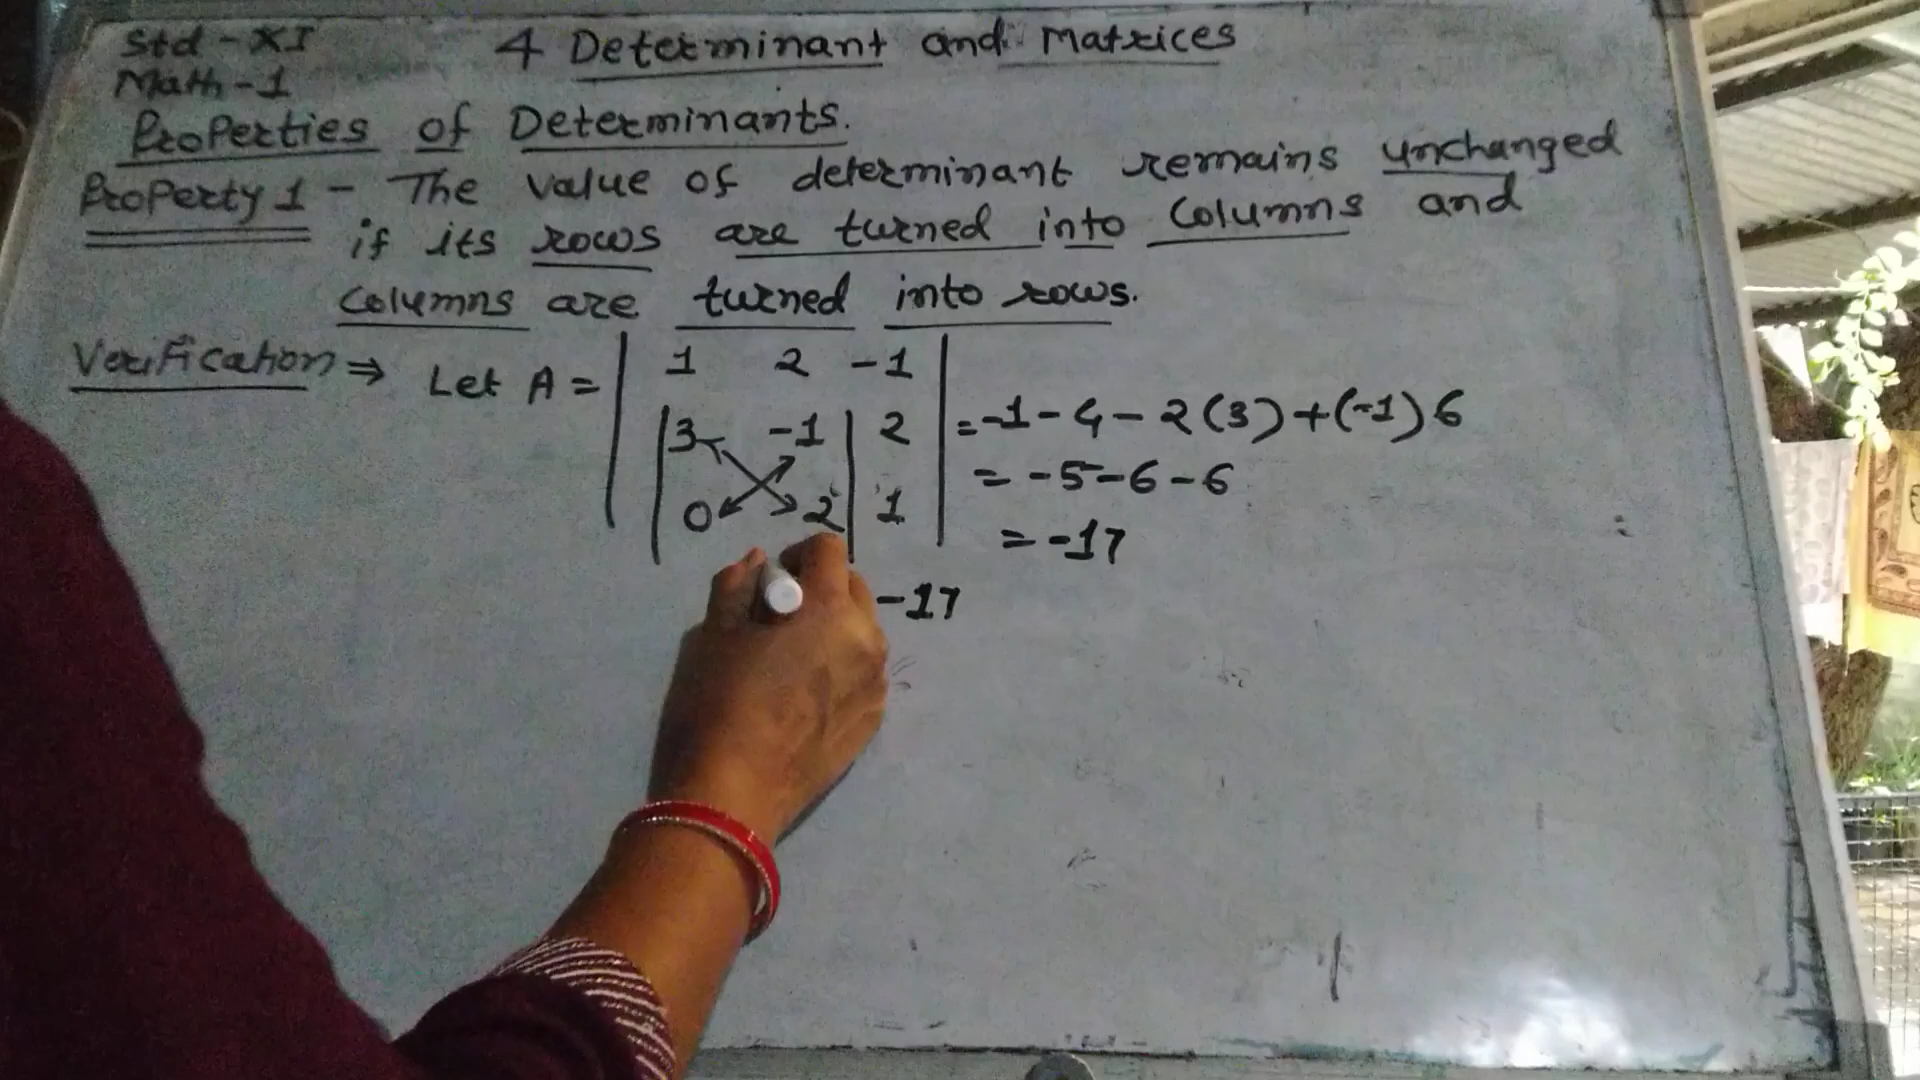 Std - XI
Math - 1
4 Determinant and Matrices
Properties of Determinants.
Property 1 - The value of determinant remains unchanged
if its rows are turned into columns and
columns are turned into rows.
Verification ⇒ Let A = | 1 2 -1 |
| 3 -1 | 2 | = -1 - 4 - 2 (3) + (-1) 6
| 0 2 | 1 | = -5 - 6 - 6
= -17
-17